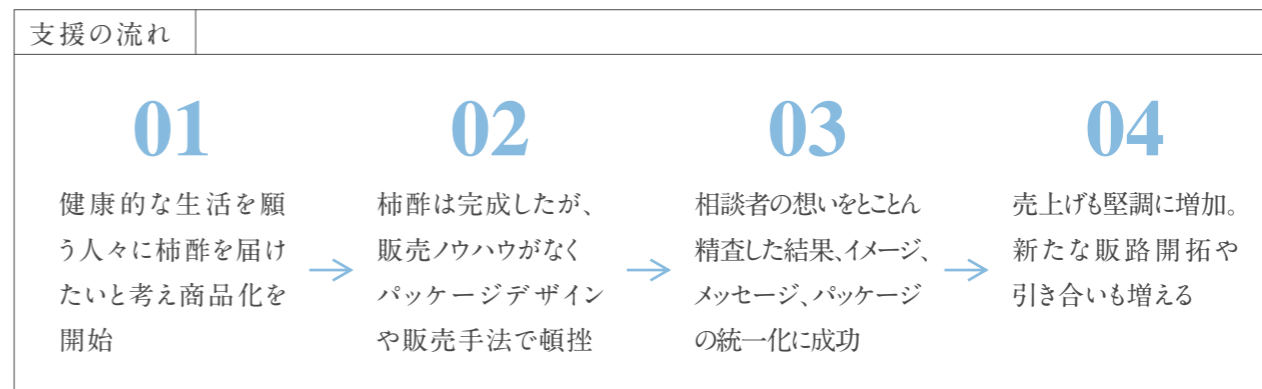 支援の流れ
01
健康的な生活を願
う人々に柿酢を届け
たいと考え商品化を
開始
02
柿酢は完成したが、
販売ノウハウがなく
パッケージデザイン
や販売手法で頓挫
03
相談者の想いをとことん
精査した結果、イメージ、
メッセージ、パッケージ
の統一化に成功
04
売上げも堅調に増加。
新たな販路開拓や
引き合いも増える